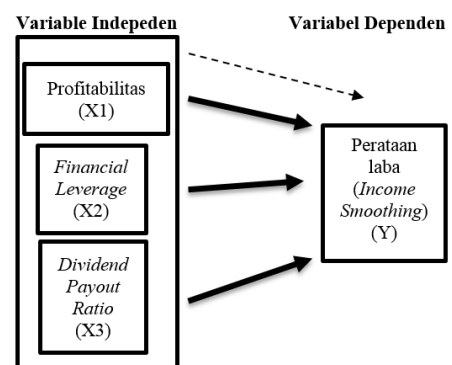 Variable Indepeden
Variabel Dependen
Profitabilitas
(X1)
Financial
Leverage
(X2)
Dividend
Payout
Ratio
(X3)
Perataan
laba
(Income
Smoothing)
(Y)